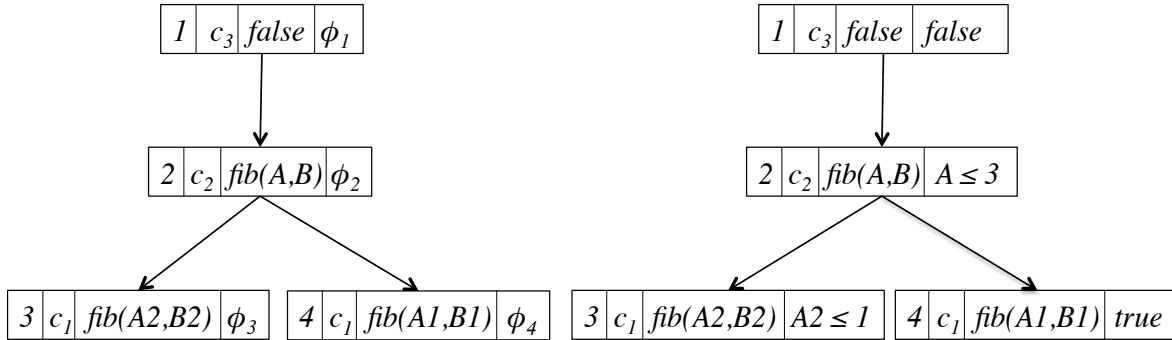 1 c₃ false ϕ₁
1 c₃ false false
2 c₂ fib(A,B) ϕ₂
2 c₂ fib(A,B) A ≤ 3
3 c₁ fib(A2,B2) ϕ₃
4 c₁ fib(A1,B1) ϕ₄
3 c₁ fib(A2,B2) A2 ≤ 1
4 c₁ fib(A1,B1) true